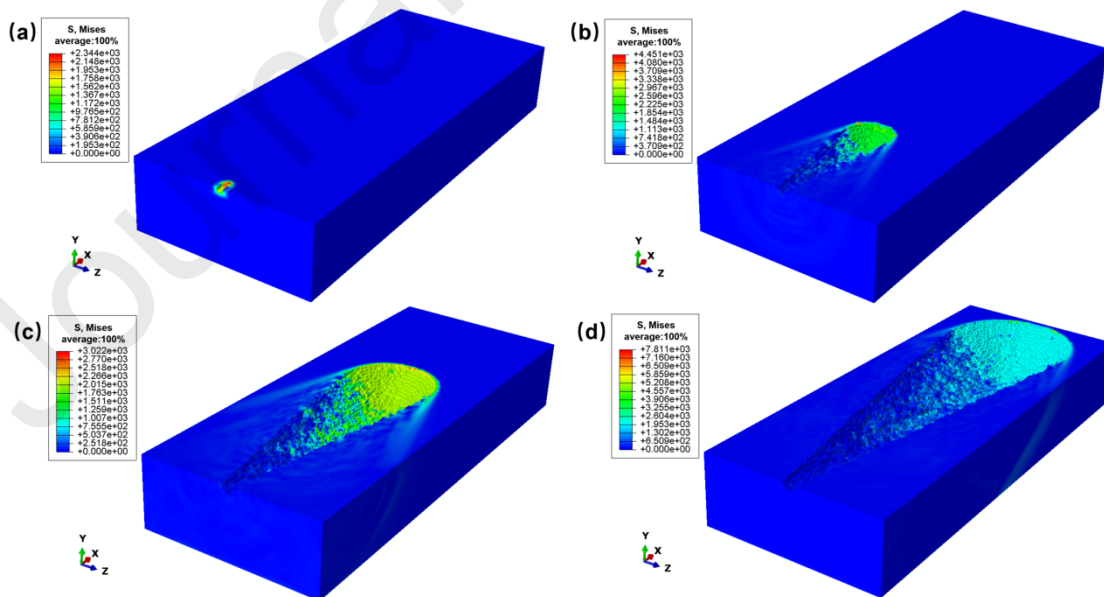 (a)
S, Mises
average:100%
+2.344e+03
+2.148e+03
+1.953e+03
+1.758e+03
+1.562e+03
+1.367e+03
+1.172e+03
+9.765e+02
+7.812e+02
+5.859e+02
+3.906e+02
+1.953e+02
+0.000e+00
Y
X
Z
(b)
S, Mises
average:100%
+4.451e+03
+4.080e+03
+3.709e+03
+3.338e+03
+2.967e+03
+2.596e+03
+2.225e+03
+1.854e+03
+1.484e+03
+1.113e+03
+7.418e+02
+3.709e+02
+0.000e+00
Y
X
Z
(c)
S, Mises
average:100%
+3.022e+03
+2.770e+03
+2.518e+03
+2.266e+03
+2.015e+03
+1.763e+03
+1.511e+03
+1.259e+03
+1.007e+03
+7.555e+02
+5.037e+02
+2.518e+02
+0.000e+00
Y
X
Z
(d)
S, Mises
average:100%
+7.811e+03
+7.160e+03
+6.509e+03
+5.859e+03
+5.208e+03
+4.557e+03
+3.906e+03
+3.255e+03
+2.604e+03
+1.953e+03
+1.302e+03
+6.509e+02
+0.000e+00
Y
X
Z
Journa